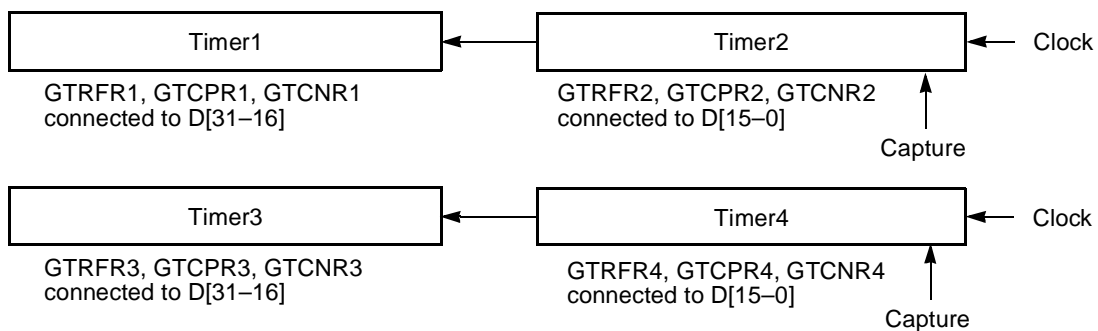 Timer1
Timer2
Clock
GTRFR1, GTCPR1, GTCNR1
connected to D[31–16]
GTRFR2, GTCPR2, GTCNR2
connected to D[15–0]
Capture
Timer3
Timer4
Clock
GTRFR3, GTCPR3, GTCNR3
connected to D[31–16]
GTRFR4, GTCPR4, GTCNR4
connected to D[15–0]
Capture